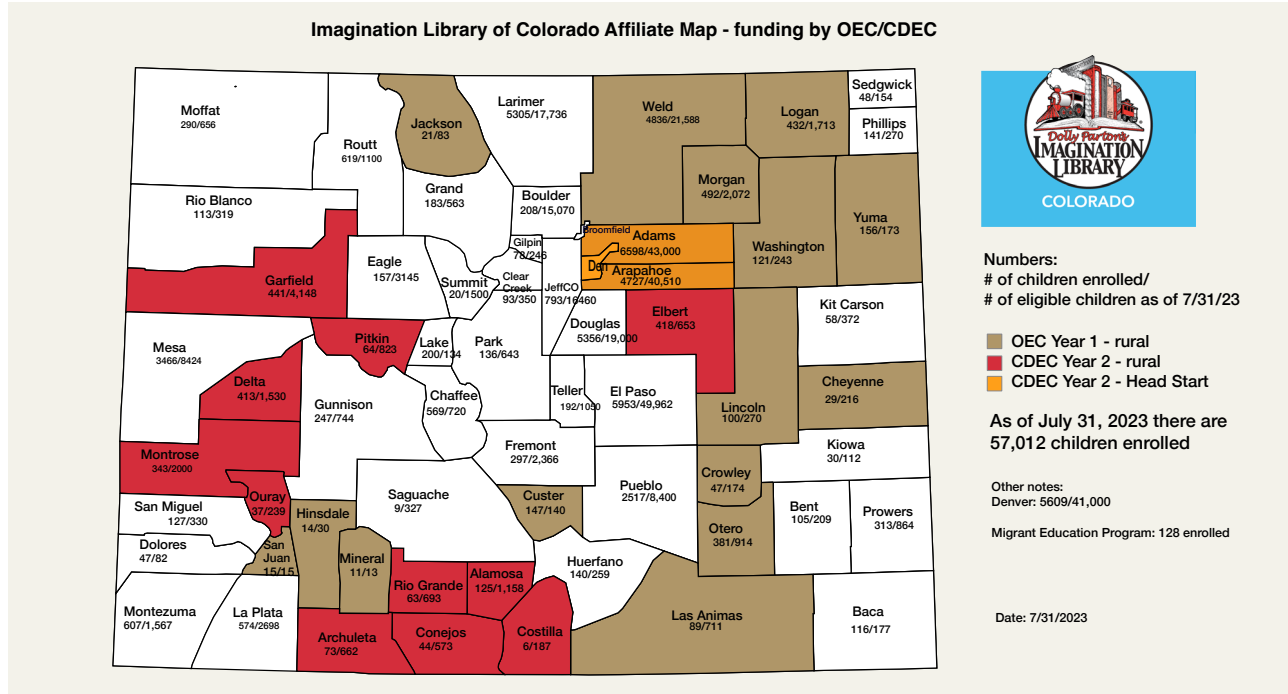 Imagination Library of Colorado Affiliate Map - funding by OEC/CDEC
Moffat
290/656
Routt
619/1100
Jackson
21/83
Larimer
5305/17,736
Weld
4836/21,588
Logan
432/1,713
Sedgwick
48/154
Phillips
141/270
Rio Blanco
113/319
Grand
183/563
Boulder
208/15,070
Morgan
492/2,072
Broomfield
Adams
6598/43,000
Washington
121/243
Yuma
156/173
Garfield
441/4,148
Eagle
157/3145
Summit
20/1500
Gilpin
78/246
Clear
Creek
93/350
JeffCO
793/16460
Den
Arapahoe
4727/40,510
Mesa
3466/8424
Pitkin
64/823
Lake
200/134
Park
136/643
Douglas
5356/19,000
Elbert
418/653
Kit Carson
58/372
Delta
413/1,530
Gunnison
247/744
Chaffee
569/720
Teller
192/1050
El Paso
5953/49,962
Lincoln
100/270
Cheyenne
29/216
Montrose
343/2000
Fremont
297/2,366
Kiowa
30/112
Ouray
37/239
Saguache
9/327
Custer
147/140
Pueblo
2517/8,400
Crowley
47/174
San Miguel
127/330
Hinsdale
14/30
Otero
381/914
Bent
105/209
Prowers
313/864
Dolores
47/82
San
Juan
15/15
Mineral
11/13
Rio Grande
63/693
Alamosa
125/1,158
Huerfano
140/259
Montezuma
607/1,567
La Plata
574/2698
Archuleta
73/662
Conejos
44/573
Costilla
6/187
Las Animas
89/711
Baca
116/177
Dolly Parton's
IMAGINATION
LIBRARY
COLORADO
Numbers:
# of children enrolled/
# of eligible children as of 7/31/23
OEC Year 1 - rural
CDEC Year 2 - rural
CDEC Year 2 - Head Start
As of July 31, 2023 there are
57,012 children enrolled
Other notes:
Denver: 5609/41,000
Migrant Education Program: 128 enrolled
Date: 7/31/2023